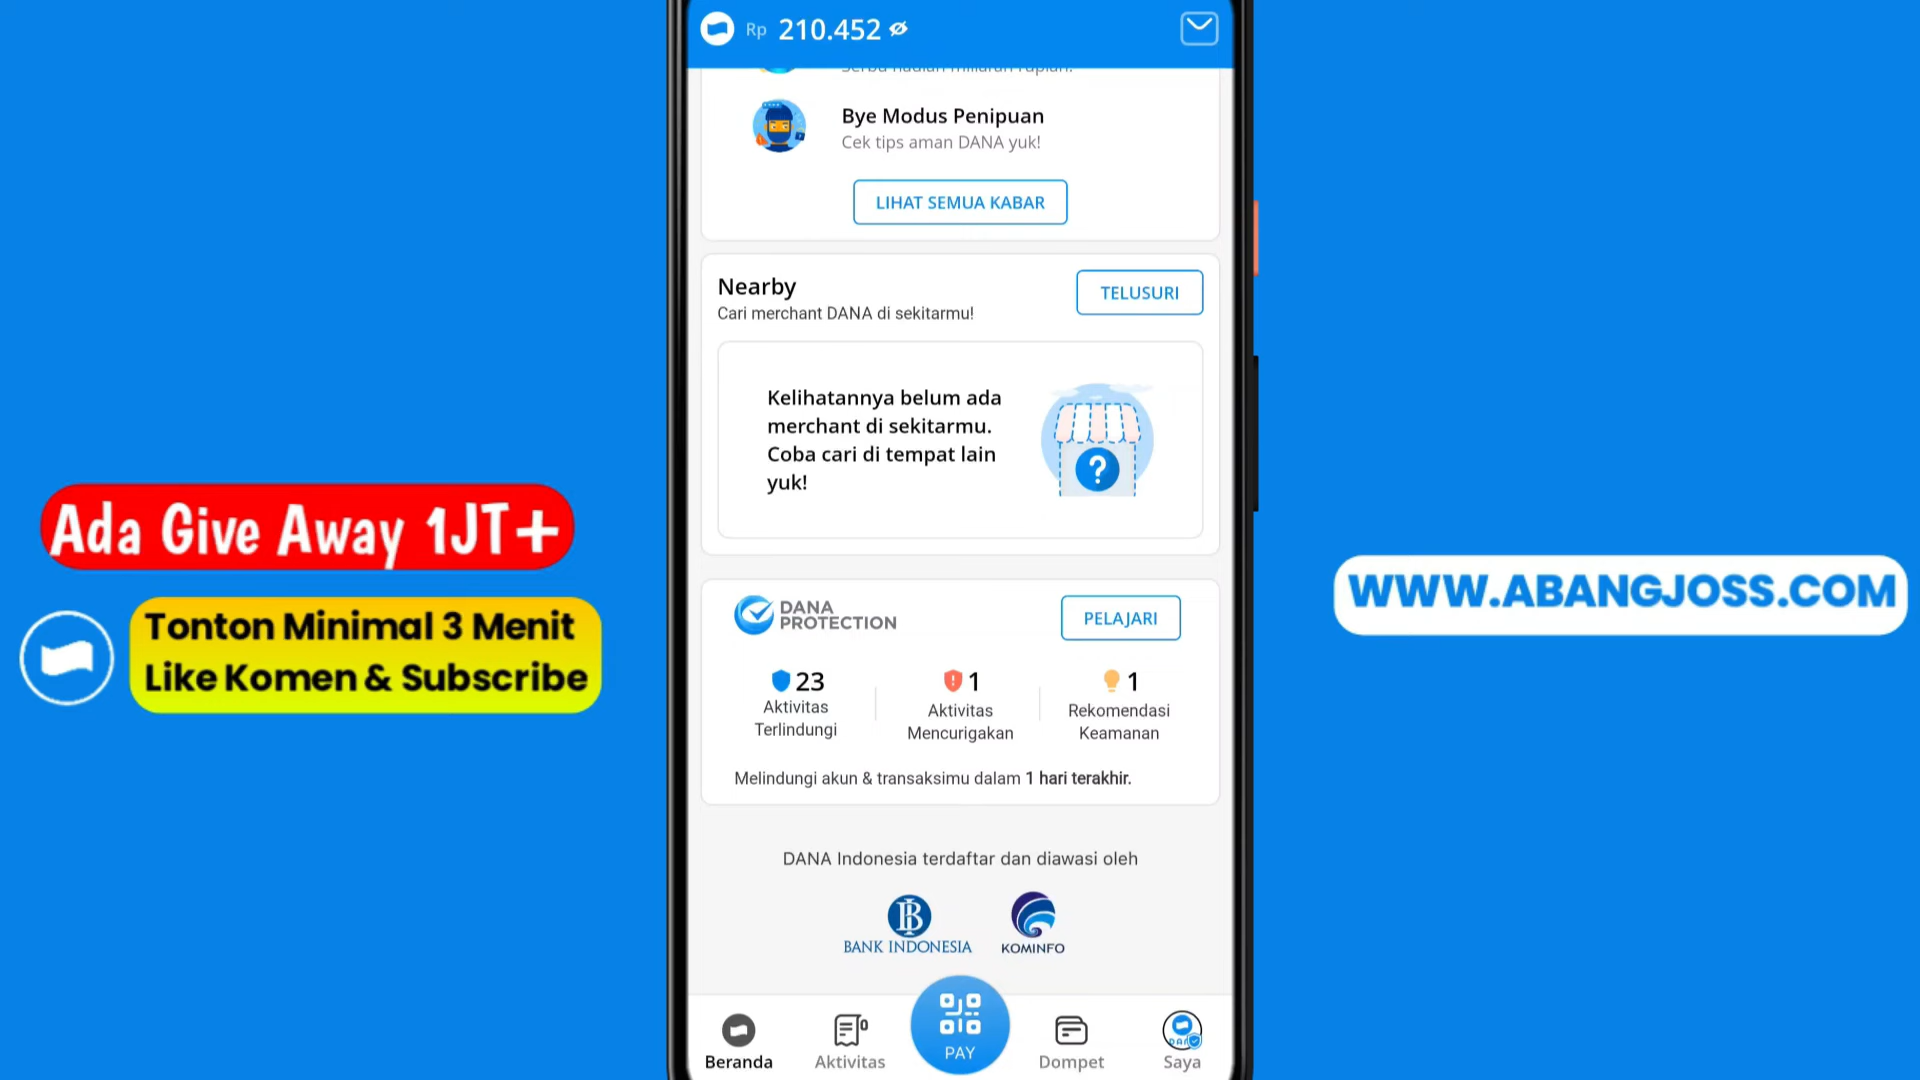 Rp 210.452
Serbu hadiah miliaran rupiah.
Bye Modus Penipuan
Cek tips aman DANA yuk!
LIHAT SEMUA KABAR
Nearby
Cari merchant DANA di sekitarmu!
TELUSURI
Kelihatannya belum ada
merchant di sekitarmu.
Coba cari di tempat lain
yuk!
Ada Give Away 1JT+
Tonton Minimal 3 Menit
Like Komen & Subscribe
WWW.ABANGJOSS.COM
DANA
PROTECTION
PELAJARI
23
Aktivitas
Terlindungi
1
Aktivitas
Mencurigakan
1
Rekomendasi
Keamanan
Melindungi akun & transaksimu dalam 1 hari terakhir.
DANA Indonesia terdaftar dan diawasi oleh
BANK INDONESIA
KOMINFO
Beranda
Aktivitas
PAY
Dompet
Saya